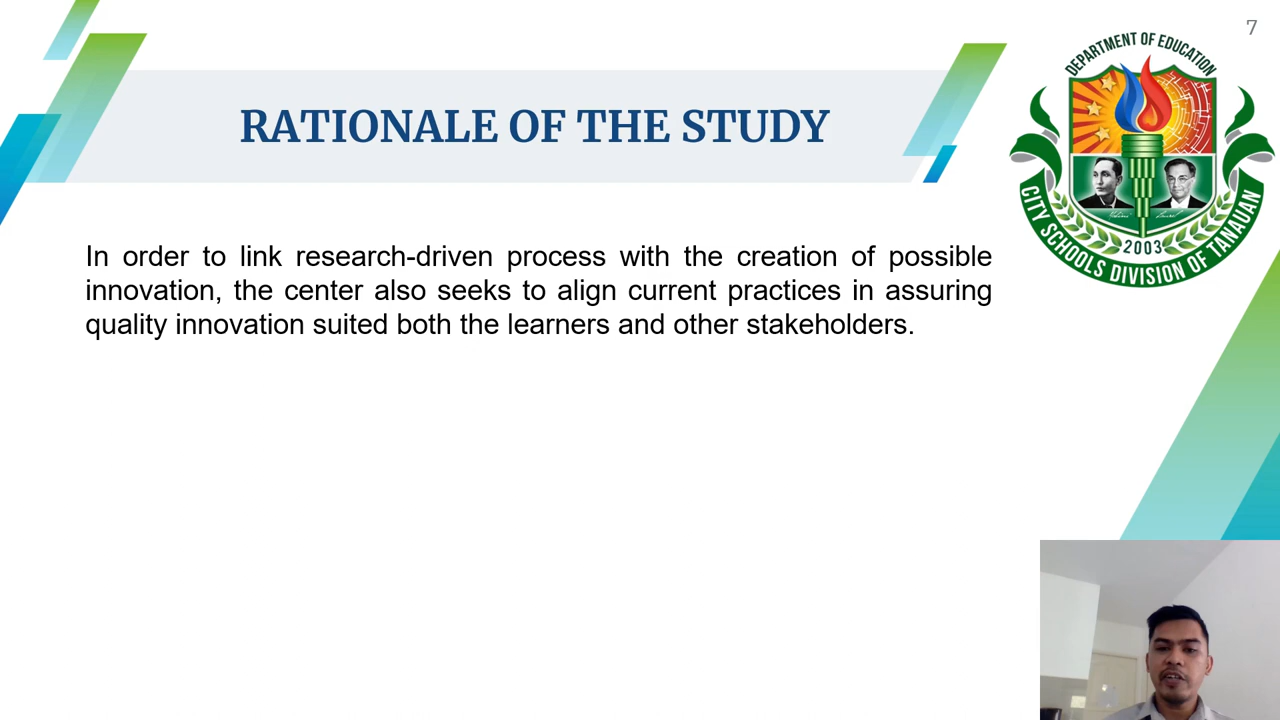 7
RATIONALE OF THE STUDY
DEPARTMENT OF EDUCATION
2003
CITY SCHOOLS DIVISION OF TANAUAN
In order to link research-driven process with the creation of possible
innovation, the center also seeks to align current practices in assuring
quality innovation suited both the learners and other stakeholders.